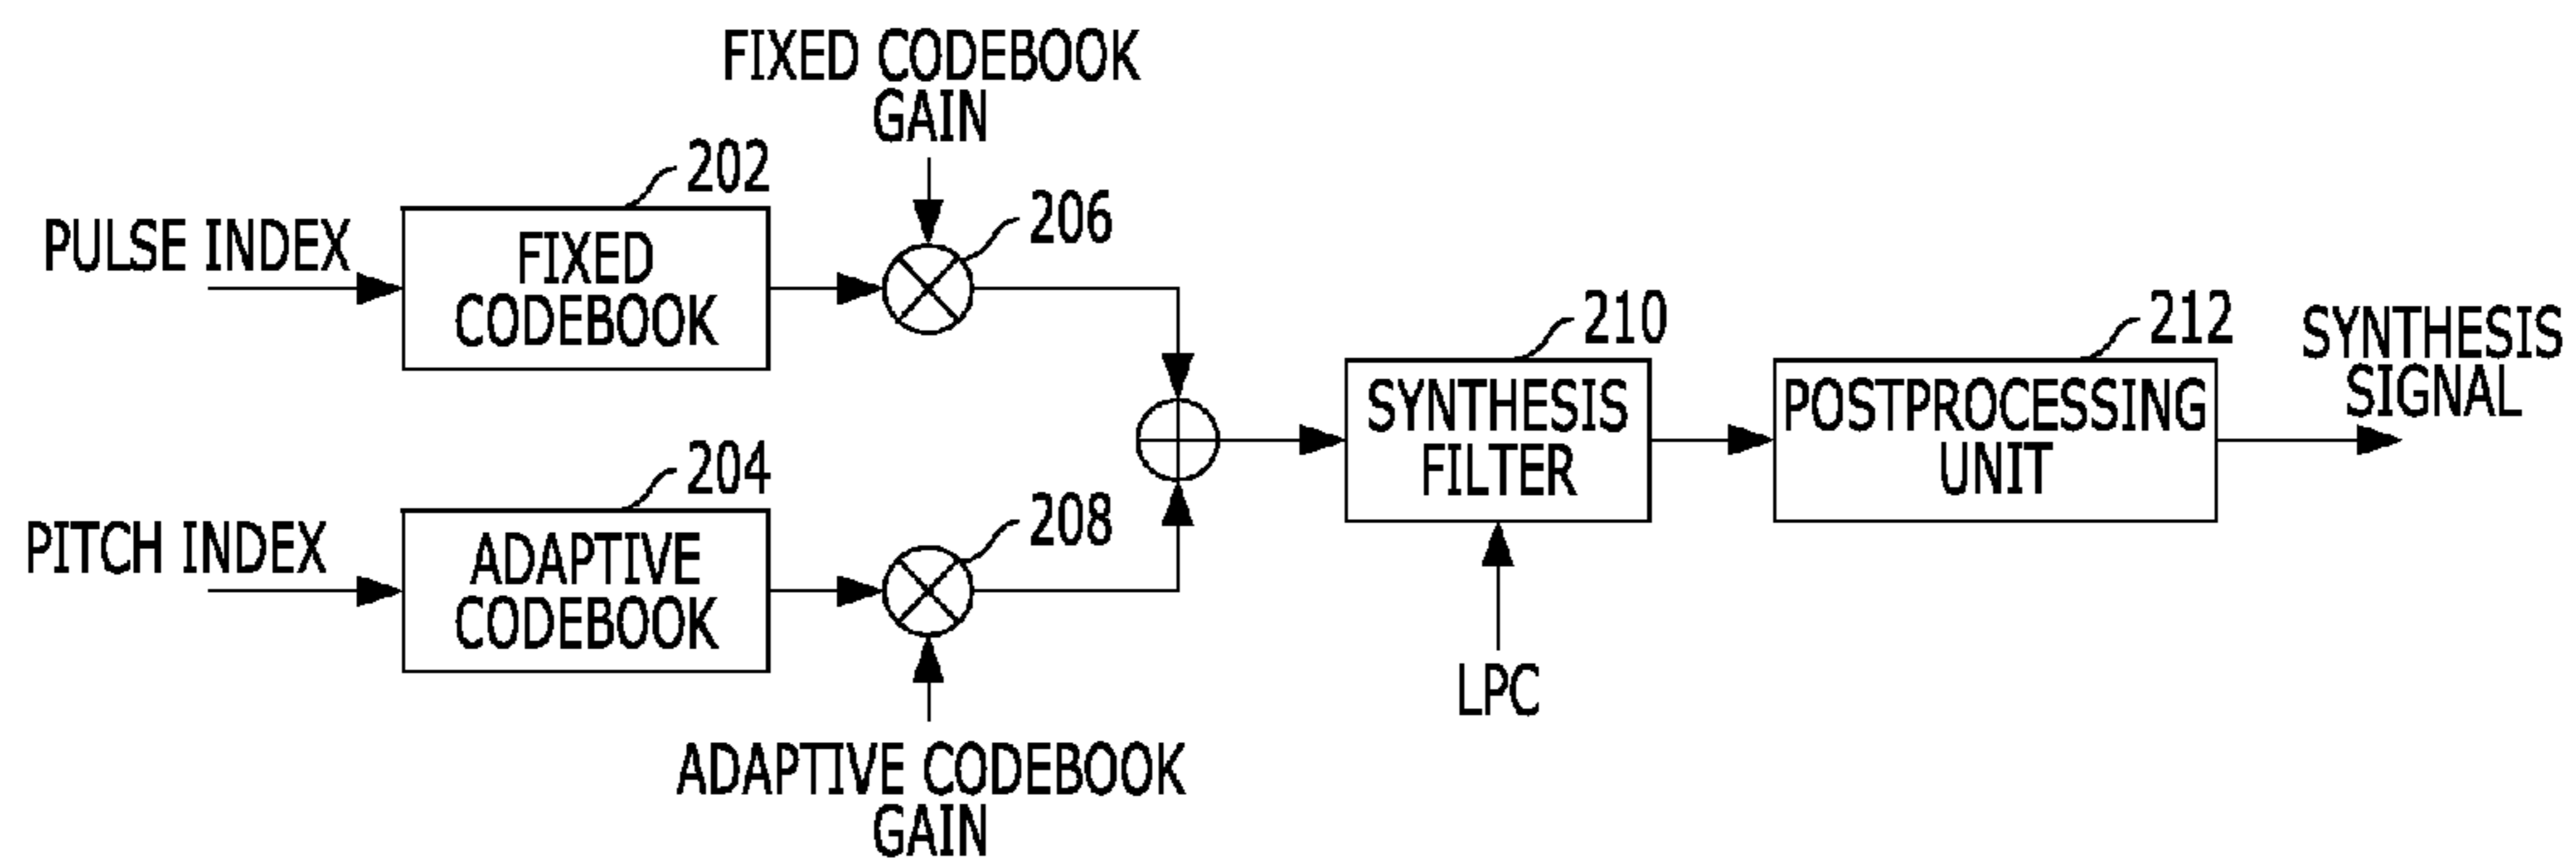 FIXED CODEBOOK
GAIN
202
206
PULSE INDEX
FIXED
CODEBOOK
210
212
SYNTHESIS
SIGNAL
SYNTHESIS
FILTER
POSTPROCESSING
UNIT
204
208
PITCH INDEX
ADAPTIVE
CODEBOOK
LPC
ADAPTIVE CODEBOOK
GAIN